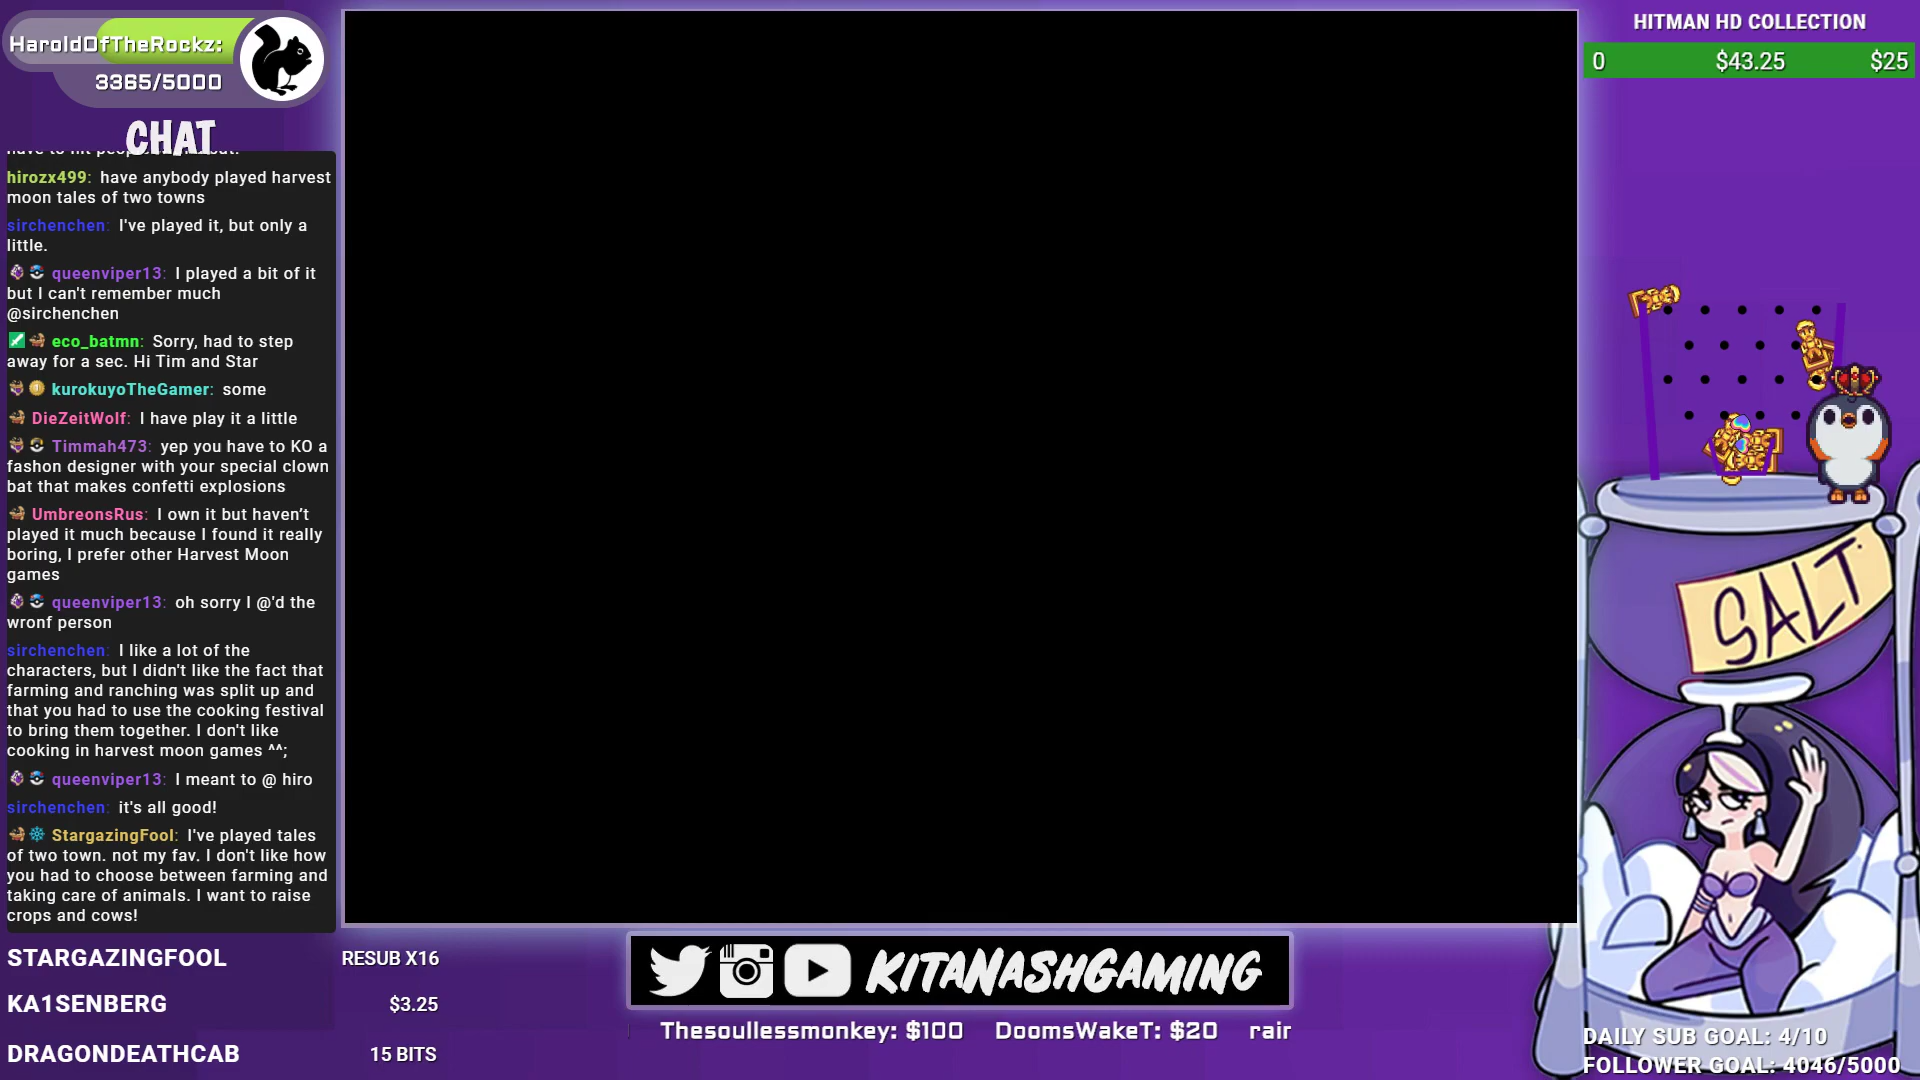 HaroldOfTheRockz:
3365/5000
CHAT
hirozx499: have anybody played harvest
moon tales of two towns
sirchenchen: I've played it, but only a
little.
queenviper13: I played a bit of it
but I can't remember much
@sirchenchen
eco_batmn: Sorry, had to step
away for a sec. Hi Tim and Star
kurokuyoTheGamer: some
DieZeitWolf: I have play it a little
Timmah473: yep you have to KO a
fashon designer with your special clown
bat that makes confetti explosions
UmbreonsRus: I own it but haven’t
played it much because I found it really
boring, I prefer other Harvest Moon
games
queenviper13: oh sorry I @'d the
wronf person
sirchenchen: I like a lot of the
characters, but I didn't like the fact that
farming and ranching was split up and
that you had to use the cooking festival
to bring them together. I don't like
cooking in harvest moon games ^^;
queenviper13: I meant to @ hiro
sirchenchen: it's all good!
StargazingFool: I've played tales
of two town. not my fav. I don't like how
you had to choose between farming and
taking care of animals. I want to raise
crops and cows!
STARGAZINGFOOL RESUB X16
KA1SENBERG $3.25
DRAGONDEATHCAB 15 BITS
KITANASHGAMING
Thesoullessmonkey: $100 DoomsWakeT: $20 rair
HITMAN HD COLLECTION
0 $43.25 $25
SALT
DAILY SUB GOAL: 4/10
FOLLOWER GOAL: 4046/5000